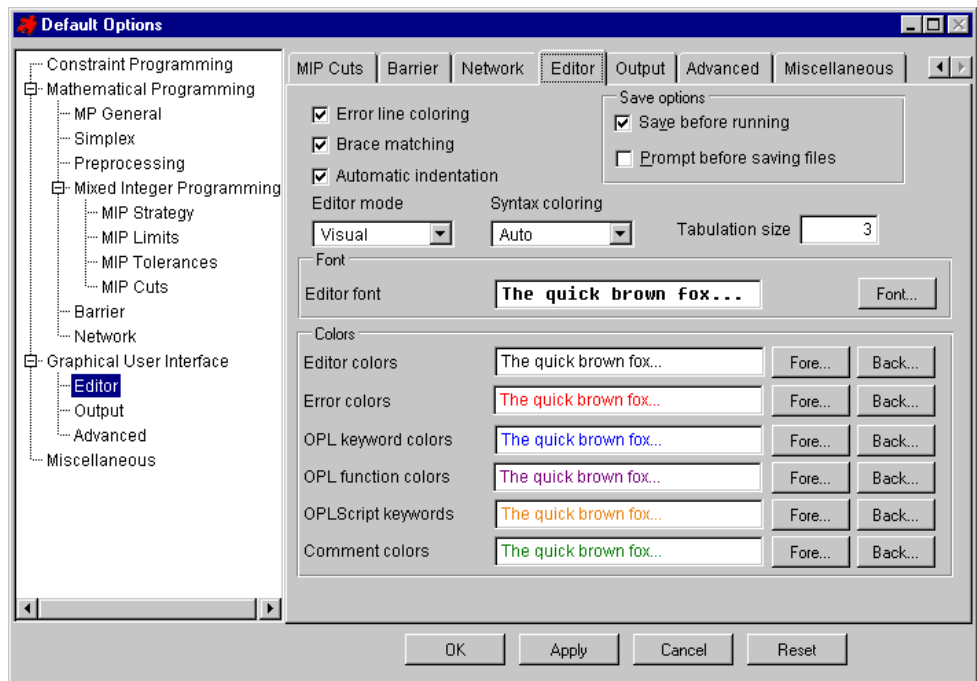 Default Options
Constraint Programming
Mathematical Programming
MP General
Simplex
Preprocessing
Mixed Integer Programming
MIP Strategy
MIP Limits
MIP Tolerances
MIP Cuts
Barrier
Network
Graphical User Interface
Editor
Output
Advanced
Miscellaneous
MIP Cuts Barrier Network Editor Output Advanced Miscellaneous
Error line coloring
Brace matching
Automatic indentation
Save options
Save before running
Prompt before saving files
Editor mode Syntax coloring
Visual Auto Tabulation size 3
Font
Editor font The quick brown fox... Font...
Colors
Editor colors The quick brown fox... Fore... Back...
Error colors The quick brown fox... Fore... Back...
OPL keyword colors The quick brown fox... Fore... Back...
OPL function colors The quick brown fox... Fore... Back...
OPLScript keywords The quick brown fox... Fore... Back...
Comment colors The quick brown fox... Fore... Back...
OK Apply Cancel Reset